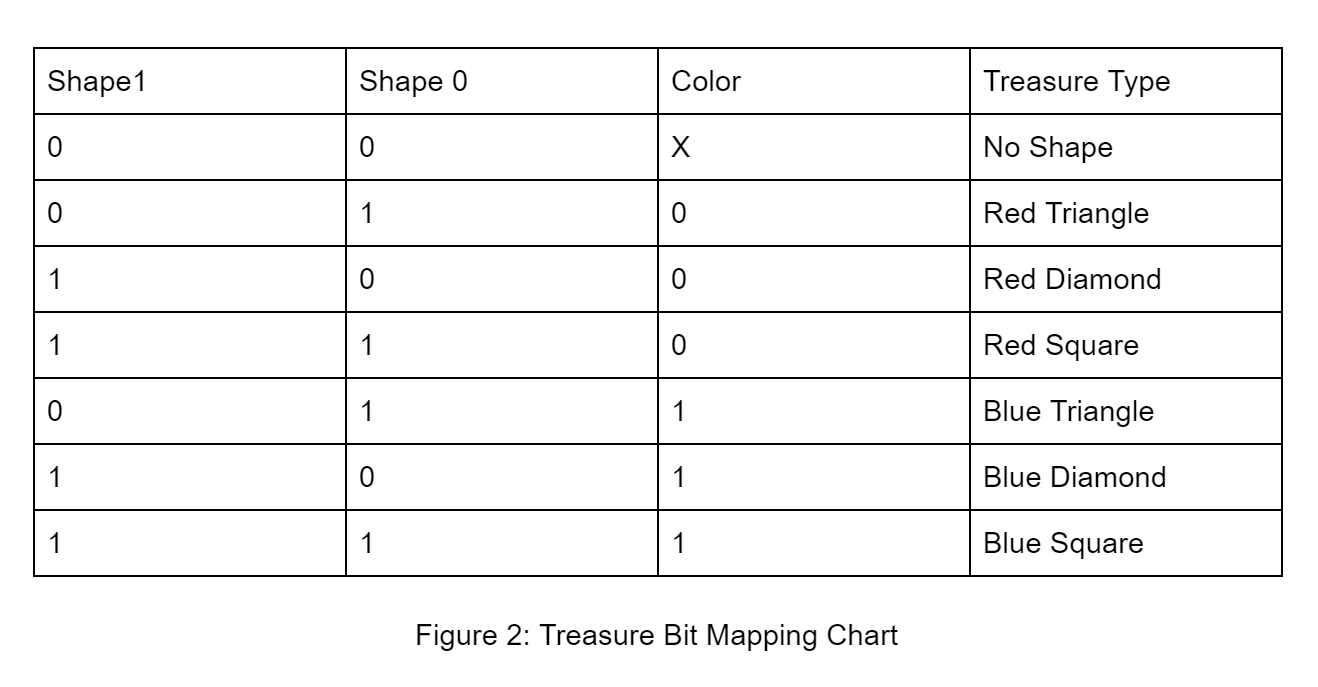 Shape1 Shape 0 Color Treasure Type
0 0 X No Shape
0 1 0 Red Triangle
1 0 0 Red Diamond
1 1 0 Red Square
0 1 1 Blue Triangle
1 0 1 Blue Diamond
1 1 1 Blue Square
Figure 2: Treasure Bit Mapping Chart